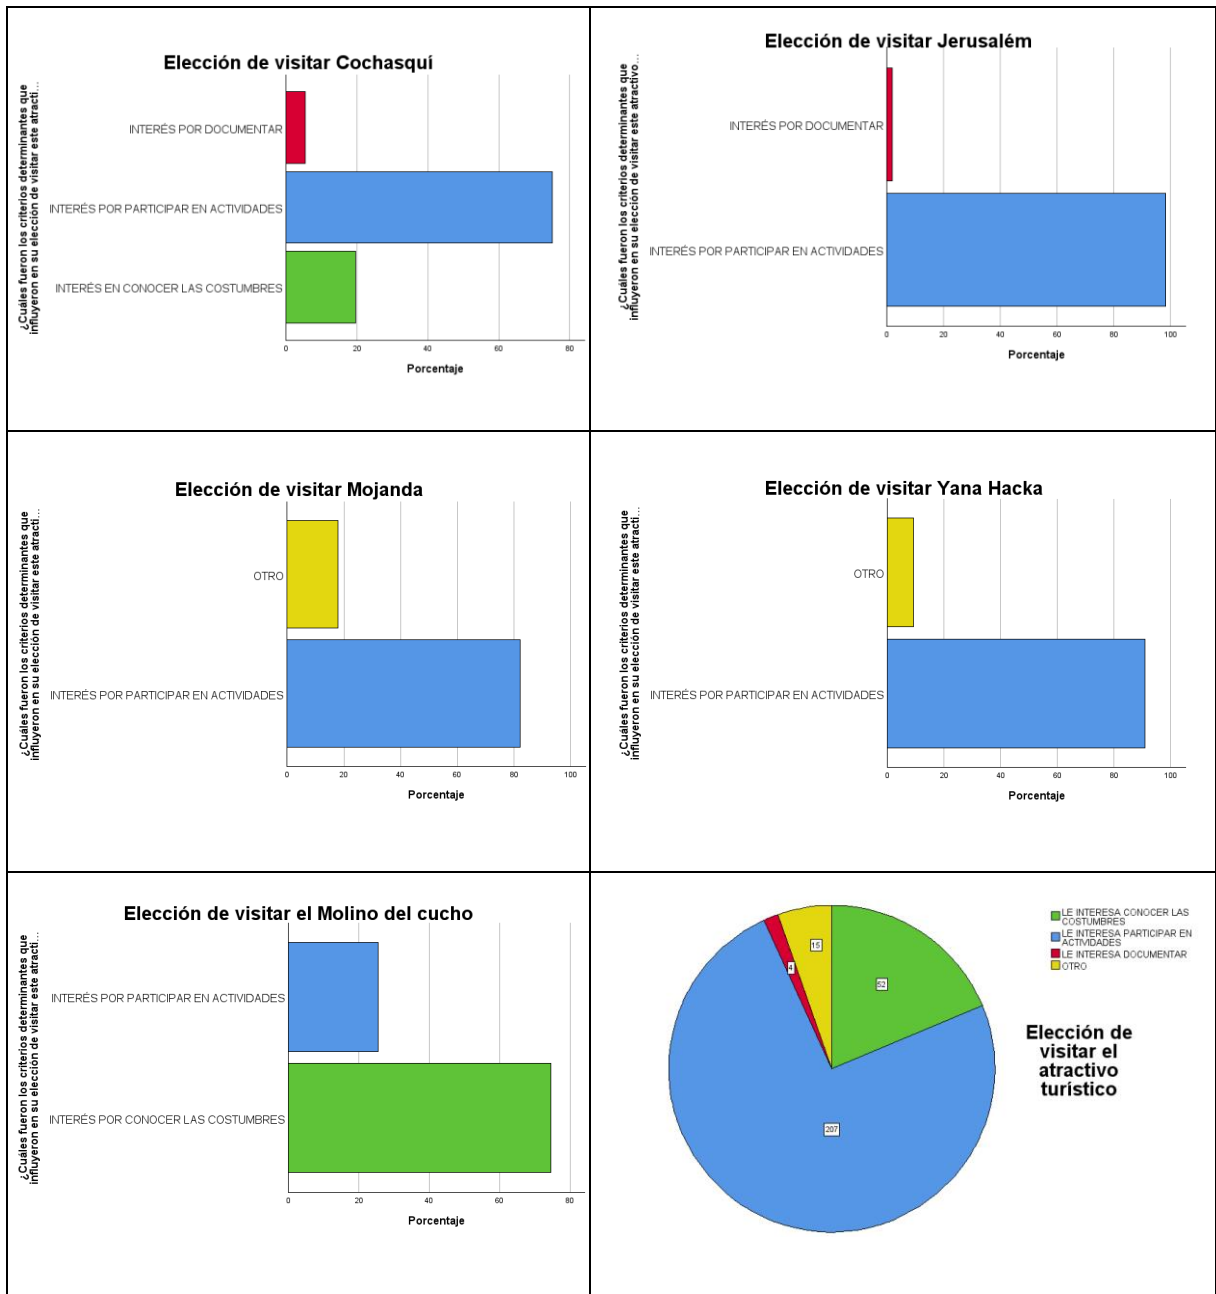 Elección de visitar Cochasquí
¿Cuáles fueron los criterios determinantes que
influyeron en su elección de visitar este atracti...
INTERÉS POR DOCUMENTAR
INTERÉS POR PARTICIPAR EN ACTIVIDADES
INTERÉS EN CONOCER LAS COSTUMBRES
0 20 40 60 80
Porcentaje
Elección de visitar Jerusalém
¿Cuáles fueron los criterios determinantes que
influyeron en su elección de visitar este atractivo...
INTERÉS POR DOCUMENTAR
INTERÉS POR PARTICIPAR EN ACTIVIDADES
0 20 40 60 80 100
Porcentaje
Elección de visitar Mojanda
¿Cuáles fueron los criterios determinantes que
influyeron en su elección de visitar este atracti...
OTRO
INTERÉS POR PARTICIPAR EN ACTIVIDADES
0 20 40 60 80 100
Porcentaje
Elección de visitar Yana Hacka
¿Cuáles fueron los criterios determinantes que
influyeron en su elección de visitar este atracti...
OTRO
INTERÉS POR PARTICIPAR EN ACTIVIDADES
0 20 40 60 80 100
Porcentaje
Elección de visitar el Molino del cucho
¿Cuáles fueron los criterios determinantes que
influyeron en su elección de visitar este atracti...
INTERÉS POR PARTICIPAR EN ACTIVIDADES
INTERÉS POR CONOCER LAS COSTUMBRES
0 20 40 60 80
Porcentaje
LE INTERESA CONOCER LAS
COSTUMBRES
LE INTERESA PARTICIPAR EN
ACTIVIDADES
LE INTERESA DOCUMENTAR
OTRO
15
4
52
207
Elección de
visitar el
atractivo
turístico